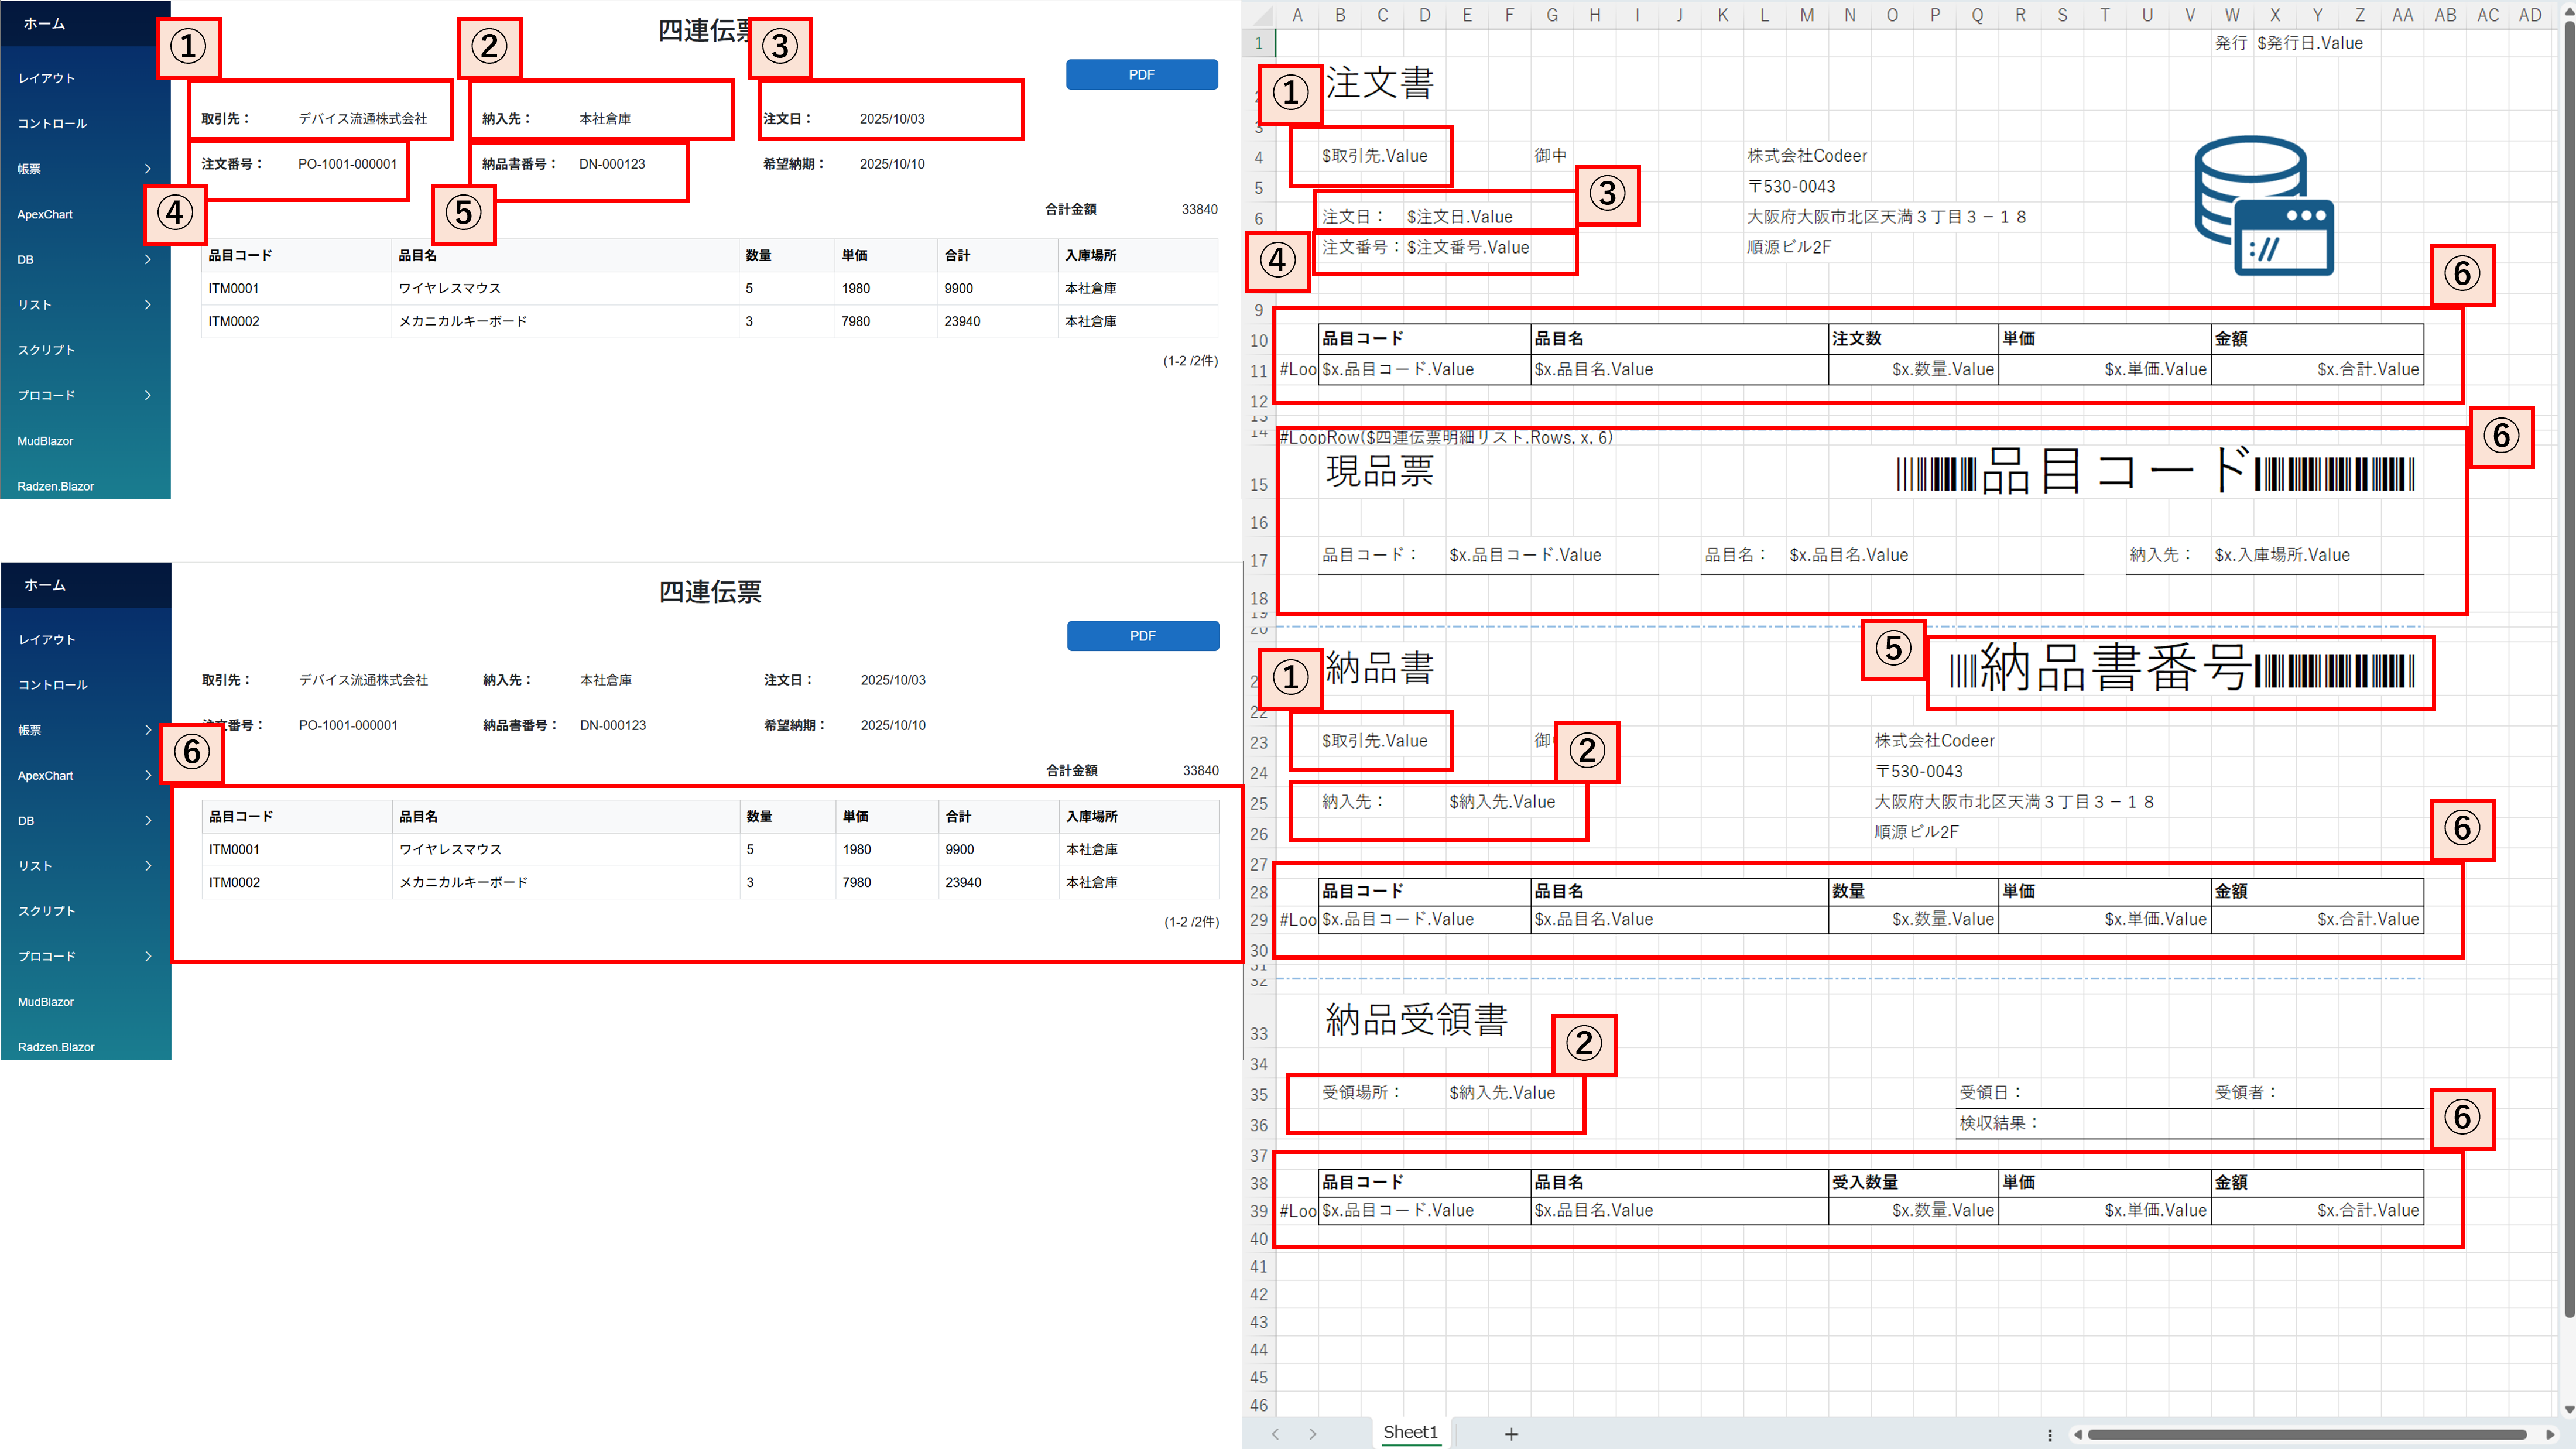 ホーム
四連伝票
① ② ③
PDF
取引先： デバイス流通株式会社 納入先： 本社倉庫 注文日： 2025/10/03
注文番号： PO-1001-000001 納品書番号： DN-000123 希望納期： 2025/10/10
④ ⑤
合計金額 33840
品目コード 品目名 数量 単価 合計 入庫場所
ITM0001 ワイヤレスマウス 5 1980 9900 本社倉庫
ITM0002 メカニカルキーボード 3 7980 23940 本社倉庫
(1-2 /2件)
レイアウト
コントロール
帳票
ApexChart
DB
リスト
スクリプト
プロコード
MudBlazor
Radzen.Blazor
ホーム
四連伝票
PDF
取引先： デバイス流通株式会社 納入先： 本社倉庫 注文日： 2025/10/03
番号： PO-1001-000001 納品書番号： DN-000123 希望納期： 2025/10/10
⑥
合計金額 33840
品目コード 品目名 数量 単価 合計 入庫場所
ITM0001 ワイヤレスマウス 5 1980 9900 本社倉庫
ITM0002 メカニカルキーボード 3 7980 23940 本社倉庫
(1-2 /2件)
レイアウト
コントロール
帳票
ApexChart
DB
リスト
スクリプト
プロコード
MudBlazor
Radzen.Blazor
A B C D E F G H I J K L M N O P Q R S T U V W X Y Z AA AB AC AD
1 発行 $発行日.Value
① 注文書
3
4 $取引先.Value 御中 株式会社Codeer
5 〒530-0043
③
6 注文日： $注文日.Value 大阪府大阪市北区天満３丁目３－１８
④ 注文番号：$注文番号.Value 順源ビル2F
⑥
9
10 品目コード 品目名 注文数 単価 金額
11 #Loo $x.品目コード.Value $x.品目名.Value $x.数量.Value $x.単価.Value $x.合計.Value
12
13
14 #LoopRow($四連伝票明細リスト.Rows, x, 6) ⑥
15 現品票 品目コード
16
17 品目コード： $x.品目コード.Value 品目名： $x.品目名.Value 納入先： $x.入庫場所.Value
18
19
20
① 納品書 ⑤ 納品書番号
22
23 $取引先.Value 御 ② 株式会社Codeer
24 〒530-0043
25 納入先： $納入先.Value 大阪府大阪市北区天満３丁目３－１８
26 順源ビル2F ⑥
27
28 品目コード 品目名 数量 単価 金額
29 #Loo $x.品目コード.Value $x.品目名.Value $x.数量.Value $x.単価.Value $x.合計.Value
30
31
32
33 納品受領書 ②
34
35 受領場所： $納入先.Value 受領日： 受領者：
36 検収結果： ⑥
37
38 品目コード 品目名 受入数量 単価 金額
39 #Loo $x.品目コード.Value $x.品目名.Value $x.数量.Value $x.単価.Value $x.合計.Value
40
41
42
43
44
45
46
Sheet1